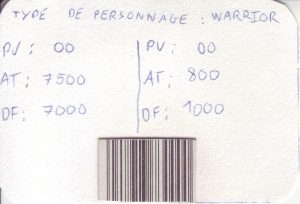 TYPE DE PERSONNAGE : WARRIOR
PV : 00
AT : 7500
DF : 7000
PV : 00
AT : 800
DF : 1000